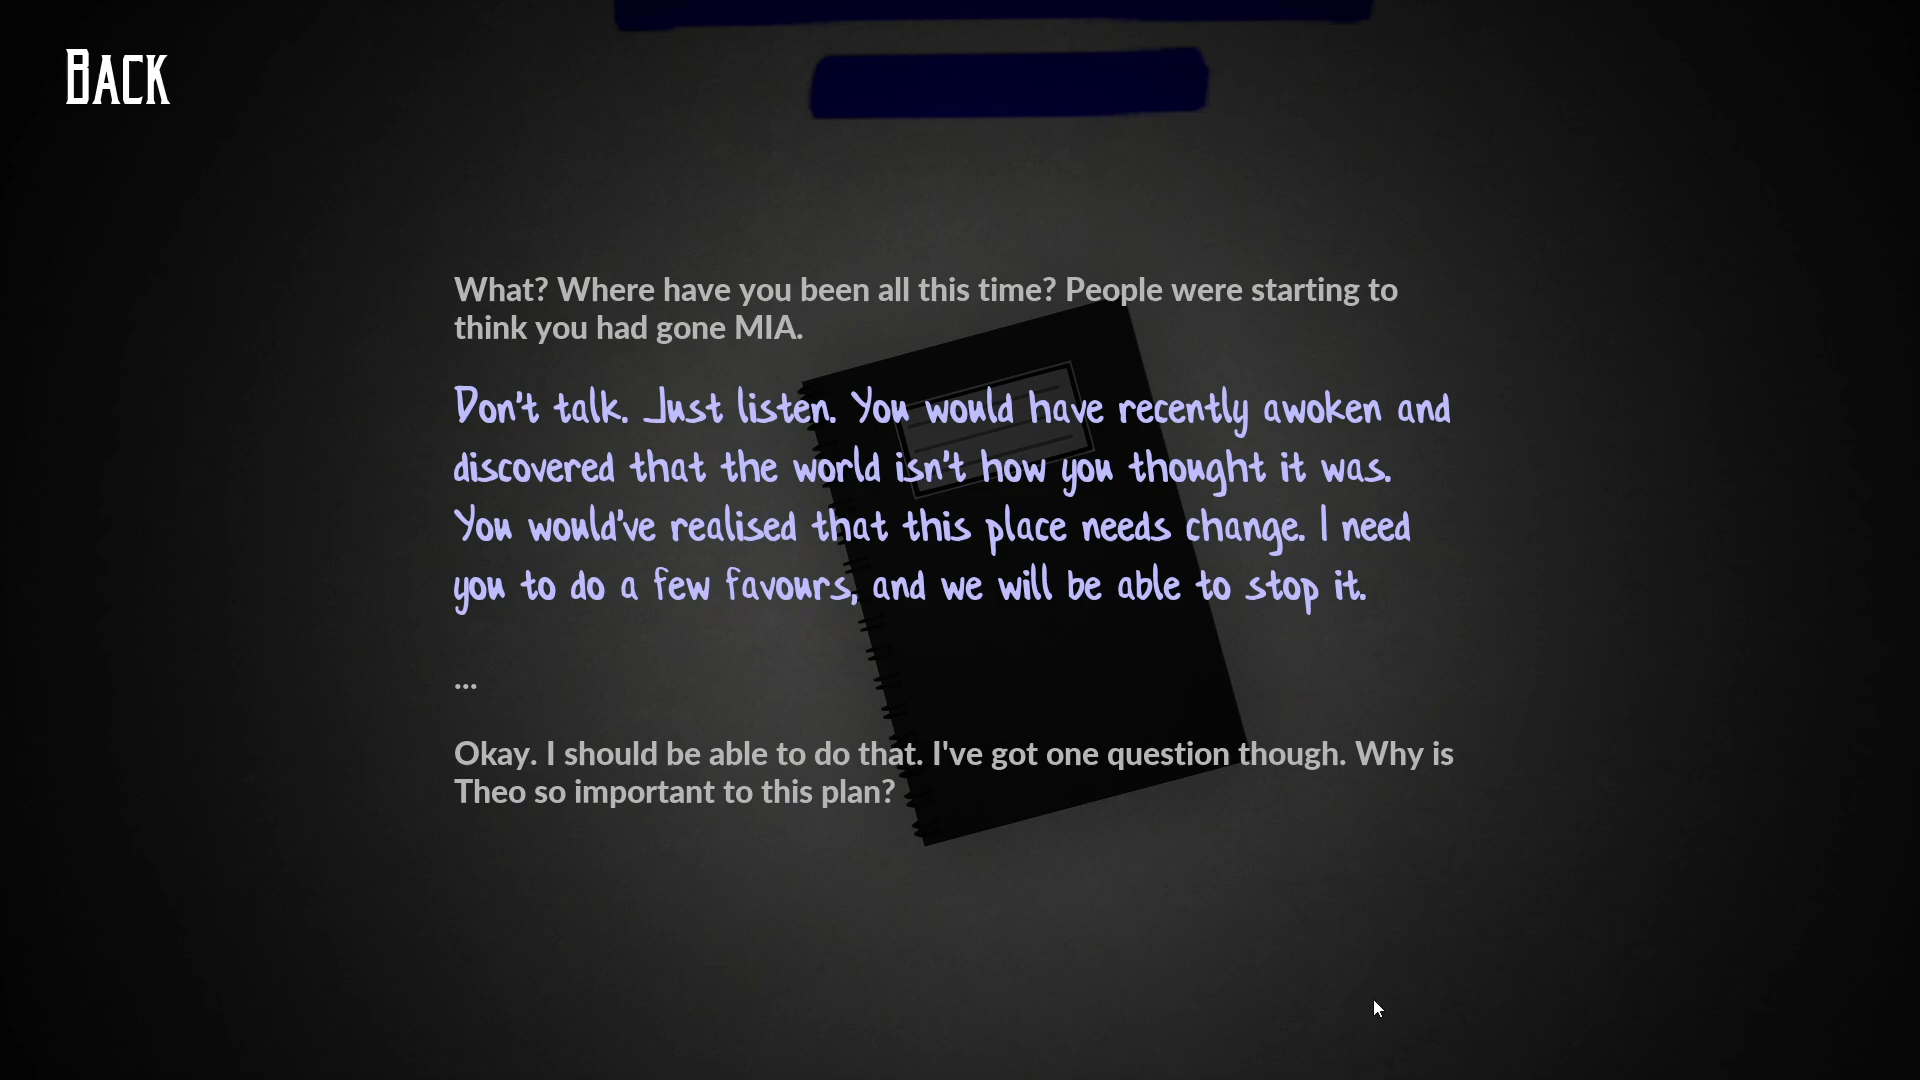 Back
What? Where have you been all this time? People were starting to
think you had gone MIA.
Don't talk. Just listen. You would have recently awoken and
discovered that the world isn't how you thought it was.
You would've realised that this place needs change. I need
you to do a few favours, and we will be able to stop it.
...
Okay. I should be able to do that. I've got one question though. Why is
Theo so important to this plan?